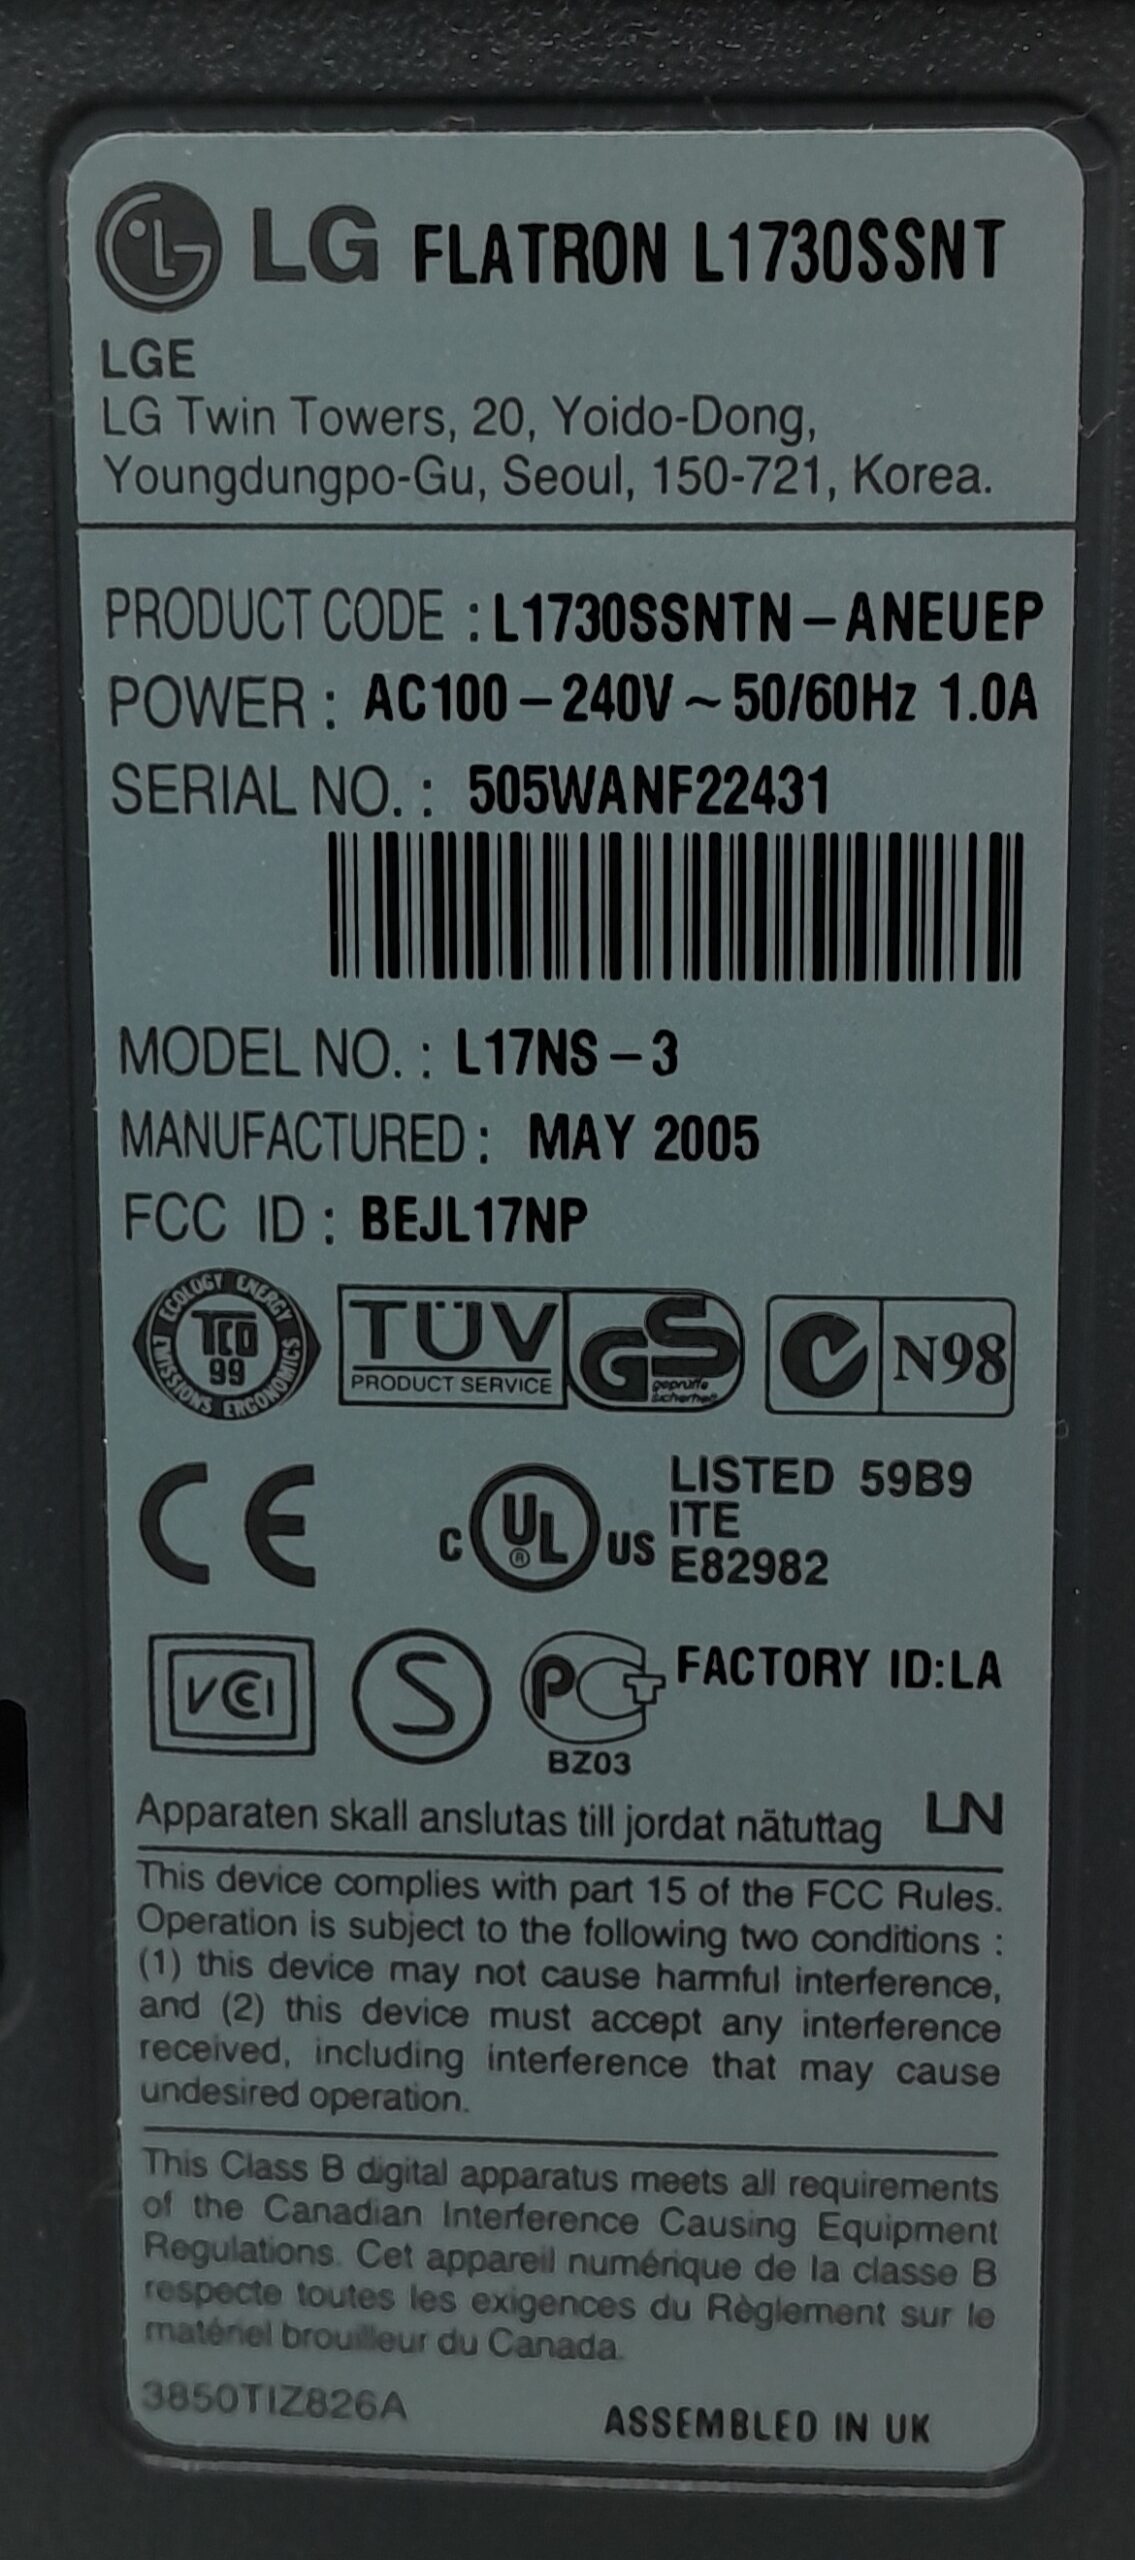 LG FLATRON L1730SSNT
LGE
LG Twin Towers, 20, Yoido-Dong,
Youngdungpo-Gu, Seoul, 150-721, Korea.
PRODUCT CODE : L1730SSNTN – ANEUEP
POWER : AC100 – 240V ~ 50/60Hz 1.0A
SERIAL NO. : 505WANF22431
MODEL NO. : L17NS – 3
MANUFACTURED : MAY 2005
FCC ID : BEJL17NP
ECOLOGY ENERGY EMISSIONS ERGONOMICS
TCO
99
TÜV
PRODUCT SERVICE
GS
geprüfte
Sicherheit
N98
CE
C UL ® US
LISTED 59B9
ITE
E82982
VCCI
S
PCT
BZ03
FACTORY ID:LA
Apparaten skall anslutas till jordat nätuttag LN
This device complies with part 15 of the FCC Rules.
Operation is subject to the following two conditions :
(1) this device may not cause harmful interference,
and (2) this device must accept any interference
received, including interference that may cause
undesired operation.
This Class B digital apparatus meets all requirements
of the Canadian Interference Causing Equipment
Regulations. Cet appareil numérique de la classe B
respecte toutes les exigences du Règlement sur le
matériel brouilleur du Canada.
3850TIZ826A
ASSEMBLED IN UK